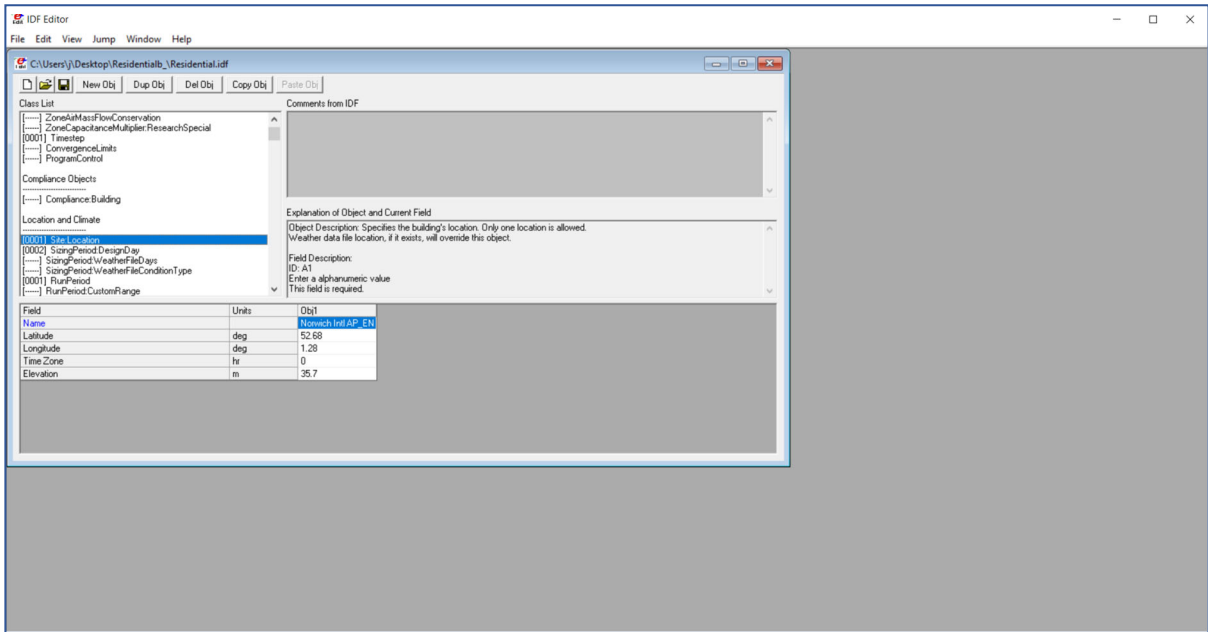 IDF Editor
File Edit View Jump Window Help
C:\Users\j\Desktop\Residentialb_\Residential.idf
New Obj Dup Obj Del Obj Copy Obj Paste Obj
Class List
[------] ZoneAirMassFlowConservation
[------] ZoneCapacitanceMultiplier:ResearchSpecial
[0001] Timestep
[------] ConvergenceLimits
[------] ProgramControl
Compliance Objects
[------] Compliance:Building
Location and Climate
[0001] Site:Location
[0002] SizingPeriod:DesignDay
[------] SizingPeriod:WeatherFileDays
[------] SizingPeriod:WeatherFileConditionType
[0001] RunPeriod
[------] RunPeriod:CustomRange
Comments from IDF
Explanation of Object and Current Field
Object Description: Specifies the building's location. Only one location is allowed.
Weather data file location, if it exists, will override this object.
Field Description:
ID: A1
Enter a alphanumeric value
This field is required.
Field Units Obj1
Name Norwich Intl AP_EN
Latitude deg 52.68
Longitude deg 1.28
Time Zone hr 0
Elevation m 35.7